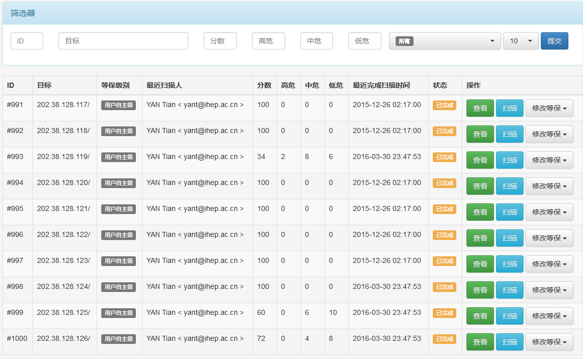 筛选器
ID 目标 分数 高危 中危 低危 所有 10 提交
ID 目标 等保级别 最近扫描人 分数 高危 中危 低危 最近完成扫描时间 状态 操作
#991 202.38.128.117/ 用户自主级 YAN Tian < yant@ihep.ac.cn > 100 0 0 0 2015-12-26 02:17:00 已完成 查看 扫描 修改等保
#992 202.38.128.118/ 用户自主级 YAN Tian < yant@ihep.ac.cn > 100 0 0 0 2015-12-26 02:17:00 已完成 查看 扫描 修改等保
#993 202.38.128.119/ 用户自主级 YAN Tian < yant@ihep.ac.cn > 34 2 8 6 2016-03-30 23:47:53 已完成 查看 扫描 修改等保
#994 202.38.128.120/ 用户自主级 YAN Tian < yant@ihep.ac.cn > 100 0 0 0 2015-12-26 02:17:00 已完成 查看 扫描 修改等保
#995 202.38.128.121/ 用户自主级 YAN Tian < yant@ihep.ac.cn > 100 0 0 0 2015-12-26 02:17:00 已完成 查看 扫描 修改等保
#996 202.38.128.122/ 用户自主级 YAN Tian < yant@ihep.ac.cn > 100 0 0 0 2015-12-26 02:17:00 已完成 查看 扫描 修改等保
#997 202.38.128.123/ 用户自主级 YAN Tian < yant@ihep.ac.cn > 100 0 0 0 2015-12-26 02:17:00 已完成 查看 扫描 修改等保
#998 202.38.128.124/ 用户自主级 YAN Tian < yant@ihep.ac.cn > 100 0 0 0 2016-03-30 23:47:53 已完成 查看 扫描 修改等保
#999 202.38.128.125/ 用户自主级 YAN Tian < yant@ihep.ac.cn > 60 0 6 10 2016-03-30 23:47:53 已完成 查看 扫描 修改等保
#1000 202.38.128.126/ 用户自主级 YAN Tian < yant@ihep.ac.cn > 72 0 4 8 2016-03-30 23:47:53 已完成 查看 扫描 修改等保